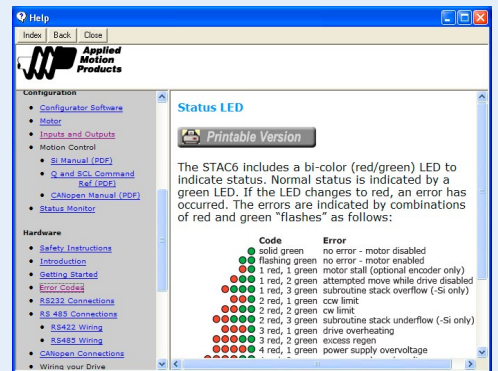 Help
Index Back Close
Applied
Motion
Products
Configuration
Configurator Software
Motor
Inputs and Outputs
Motion Control
Si Manual (PDF)
Q and SCL Command
Ref (PDF)
CANopen Manual (PDF)
Status Monitor
Hardware
Safety Instructions
Introduction
Getting Started
Error Codes
RS232 Connections
RS 485 Connections
RS422 Wiring
RS485 Wiring
CANopen Connections
Wiring your Drive
Status LED
Printable Version
The STAC6 includes a bi-color (red/green) LED to
indicate status. Normal status is indicated by a
green LED. If the LED changes to red, an error has
occurred. The errors are indicated by combinations
of red and green "flashes" as follows:
Code Error
solid green no error - motor disabled
flashing green no error - motor enabled
1 red, 1 green motor stall (optional encoder only)
1 red, 2 green attempted move while drive disabled
1 red, 3 green subroutine stack overflow (-Si only)
2 red, 1 green ccw limit
2 red, 2 green cw limit
2 red, 3 green subroutine stack underflow (-Si only)
3 red, 1 green drive overheating
3 red, 2 green excess regen
4 red, 1 green power supply overvoltage